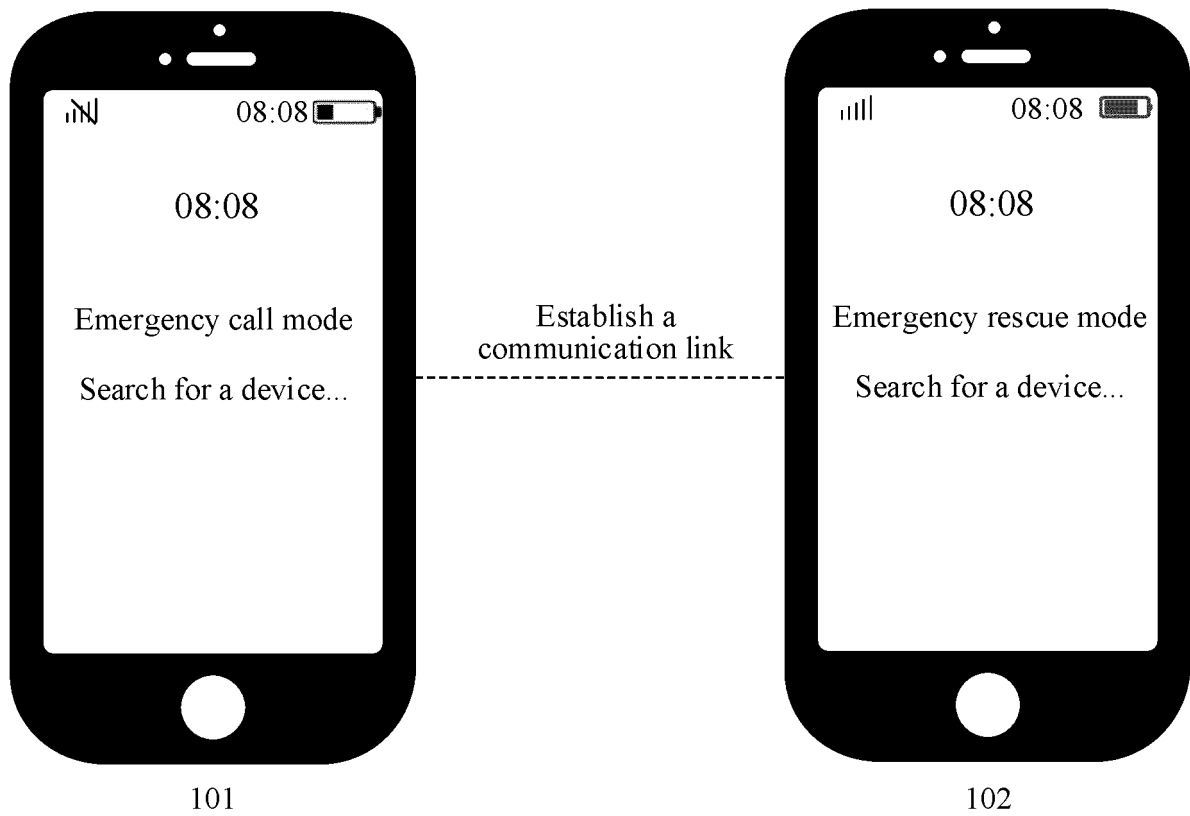 08:08
08:08
Emergency call mode
Search for a device...
101
Establish a
communication link
08:08
08:08
Emergency rescue mode
Search for a device...
102